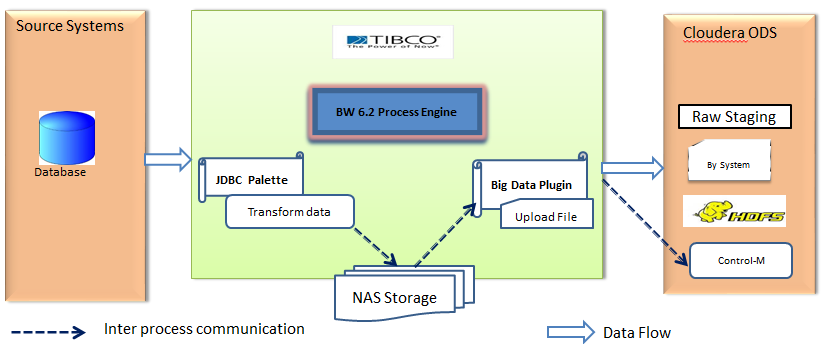 Source Systems
TIBCO
The Power of Now®
Cloudera ODS
BW 6.2 Process Engine
Raw Staging
Database
JDBC Palette
Transform data
Big Data Plugin
Upload File
By System
HDFS
Control-M
NAS Storage
Inter process communication
Data Flow